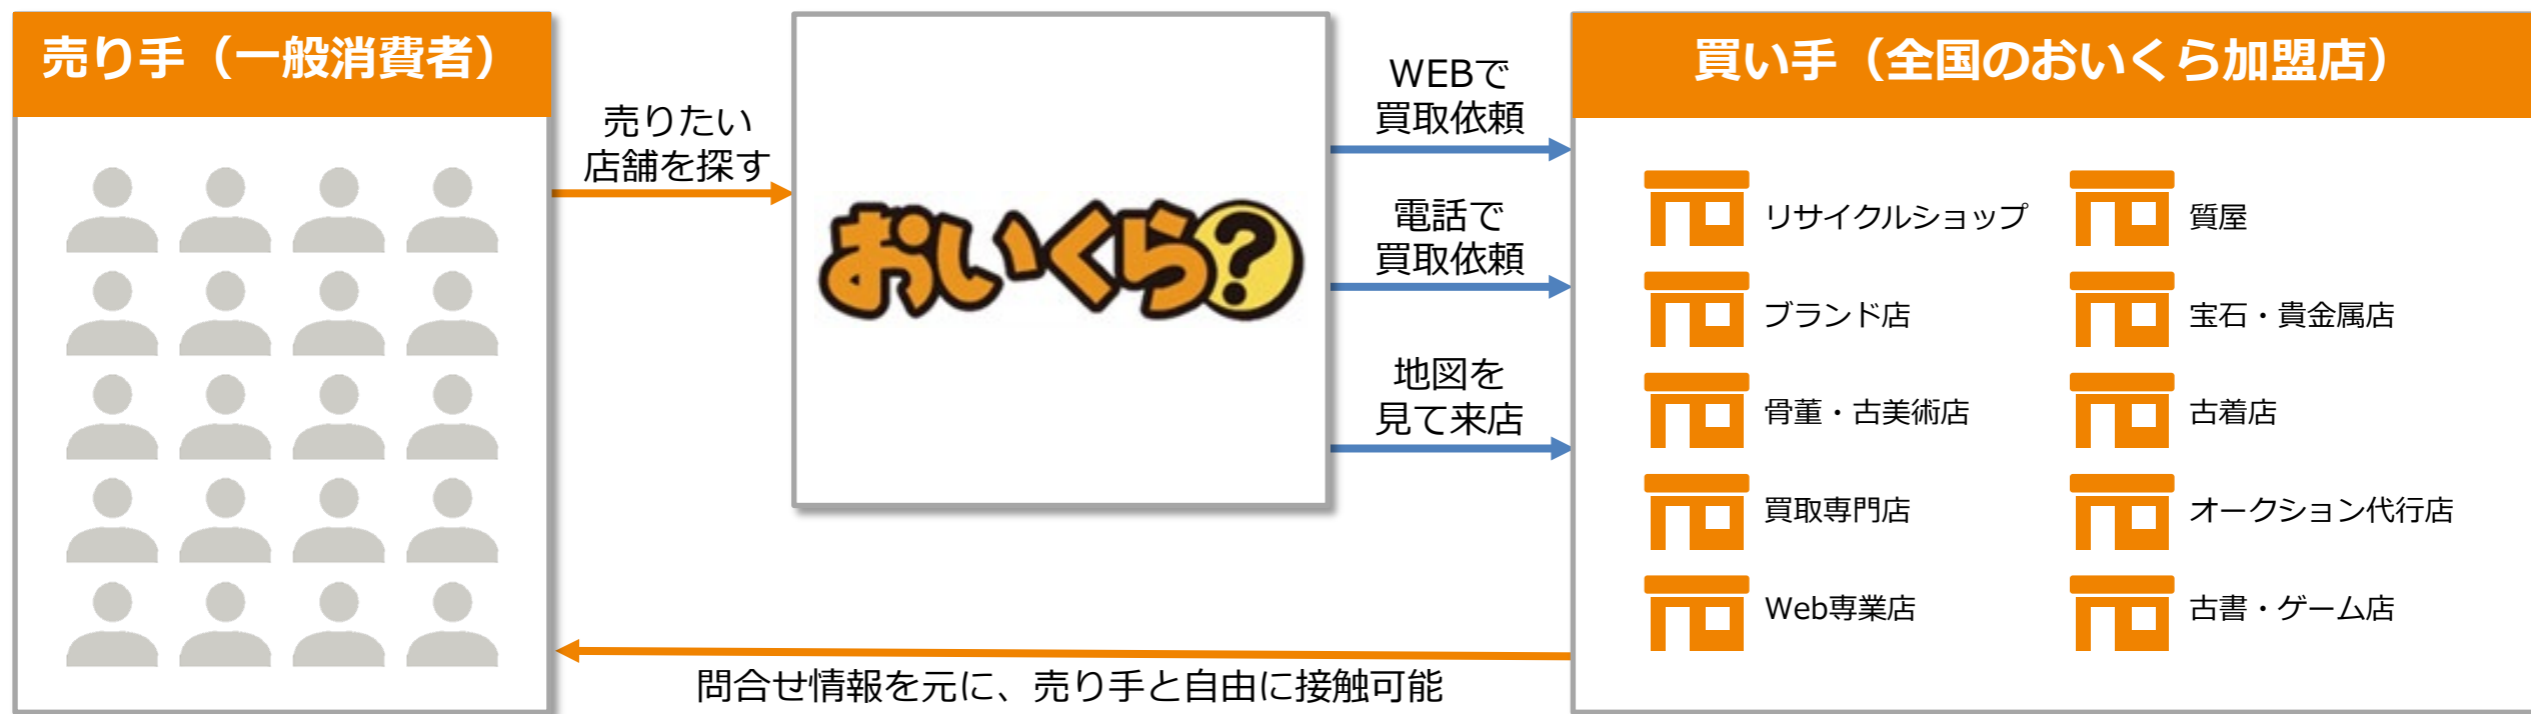 売り手（一般消費者）
売りたい
店舗を探す
おいくら?
WEBで
買取依頼
電話で
買取依頼
地図を
見て来店
買い手（全国のおいくら加盟店）
リサイクルショップ
質屋
ブランド店
宝石・貴金属店
骨董・古美術店
古着店
買取専門店
オークション代行店
Web専業店
古書・ゲーム店
問合せ情報を元に、売り手と自由に接触可能